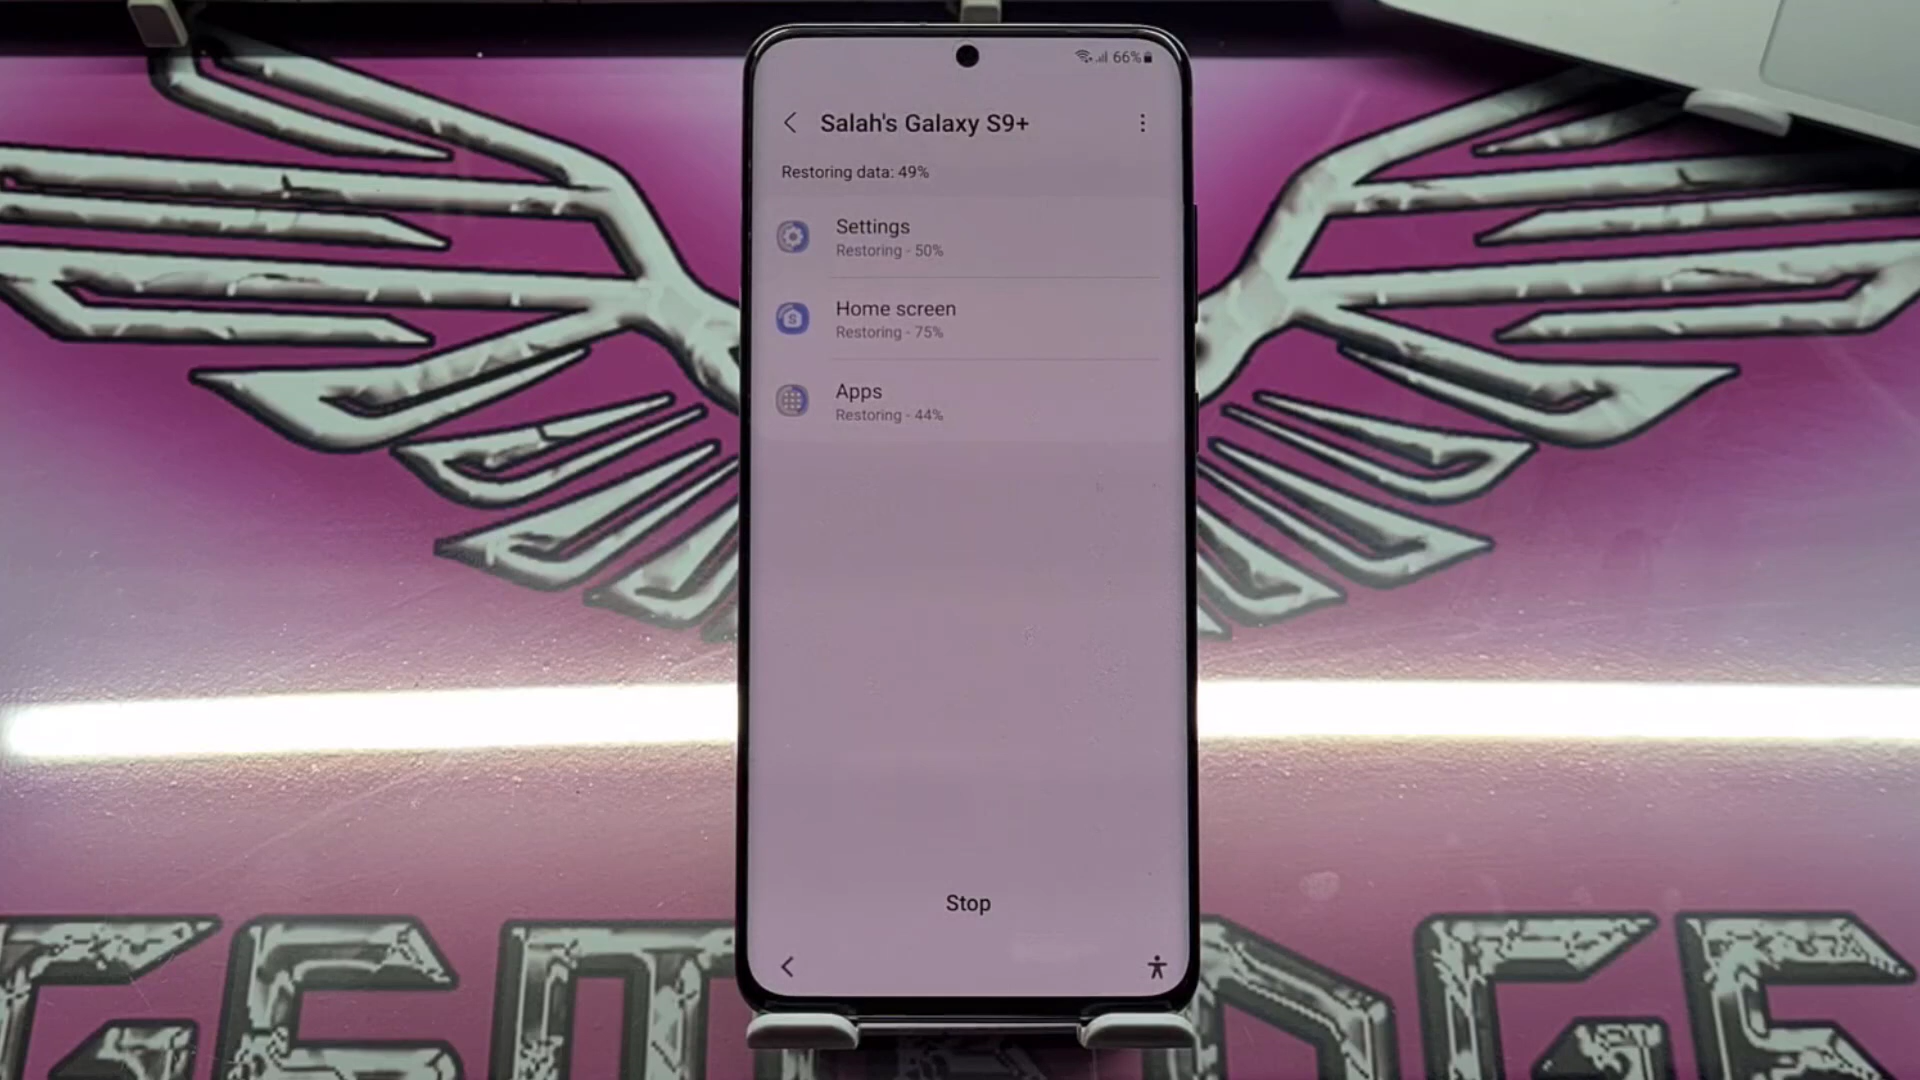 66%
Salah's Galaxy S9+
Restoring data: 49%
Settings
Restoring - 50%
Home screen
Restoring - 75%
Apps
Restoring - 44%
Stop